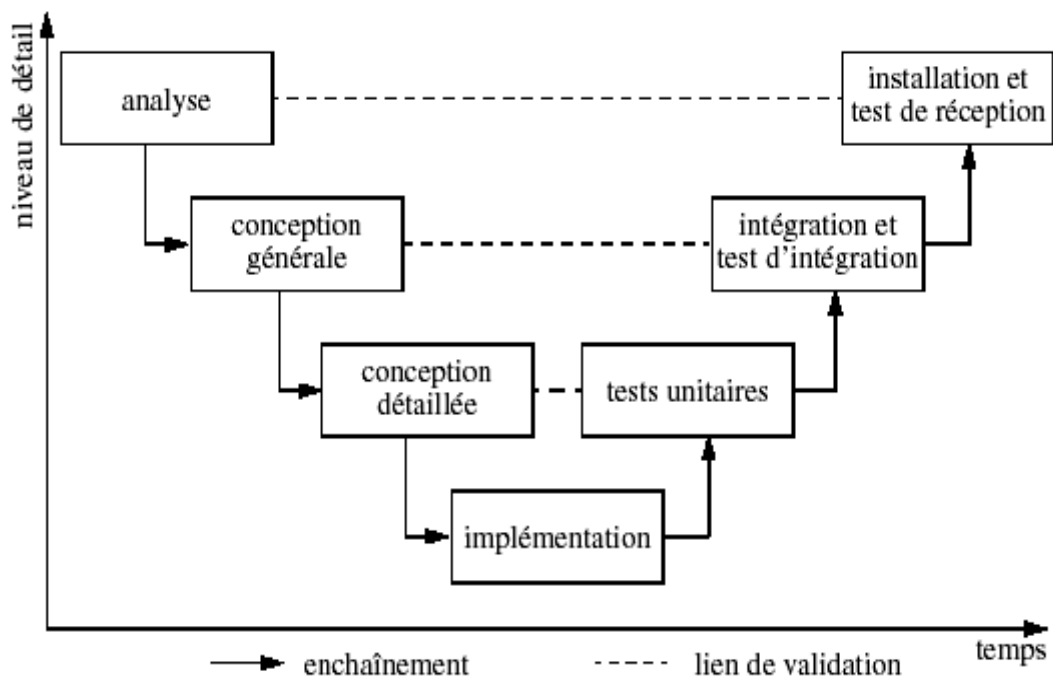 niveau de détail
analyse
installation et
test de réception
conception
générale
intégration et
test d'intégration
conception
détaillée
tests unitaires
implémentation
temps
enchaînement
lien de validation